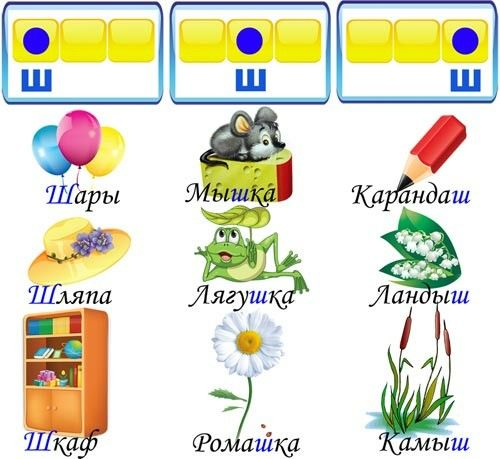 Ш Ш Ш
Шары Мышка Карандаш
Шляпа Лягушка Ландыш
Шкаф Ромашка Камыш